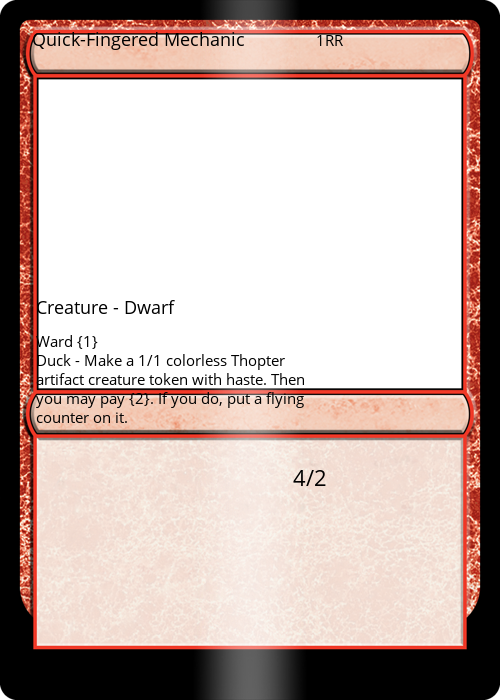 Quick-Fingered Mechanic 1RR
Creature - Dwarf
Ward {1}
Duck - Make a 1/1 colorless Thopter
artifact creature token with haste. Then
you may pay {2}. If you do, put a flying
counter on it.
4/2